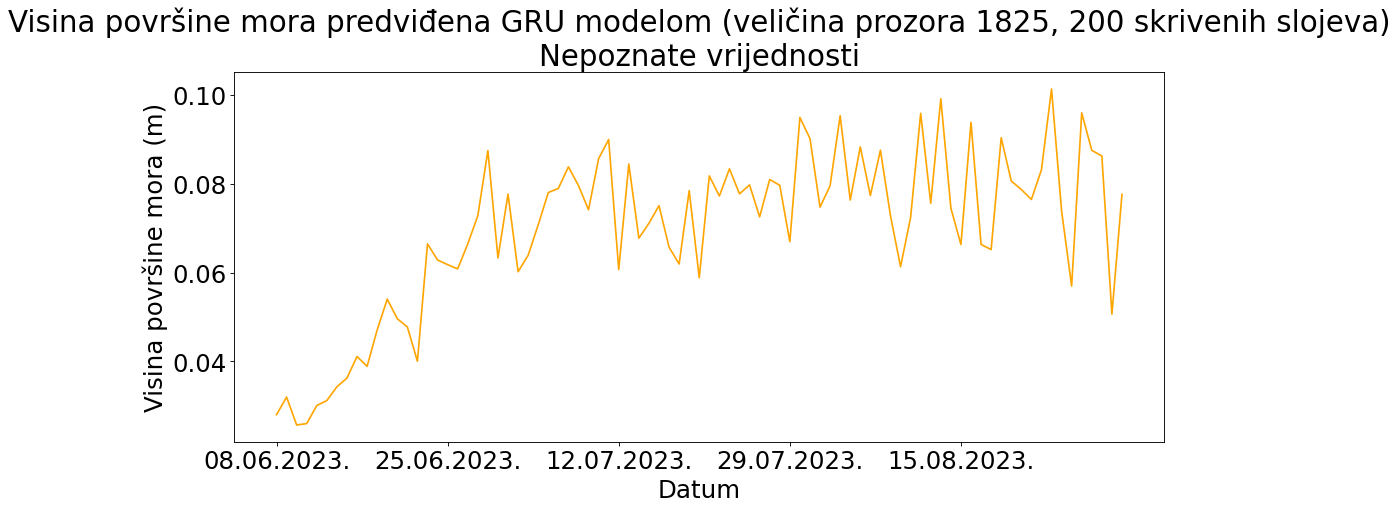 Visina površine mora predviđena GRU modelom (veličina prozora 1825, 200 skrivenih slojeva)
Nepoznate vrijednosti
Visina površine mora (m)
0.10
0.08
0.06
0.04
08.06.2023. 25.06.2023. 12.07.2023. 29.07.2023. 15.08.2023.
Datum